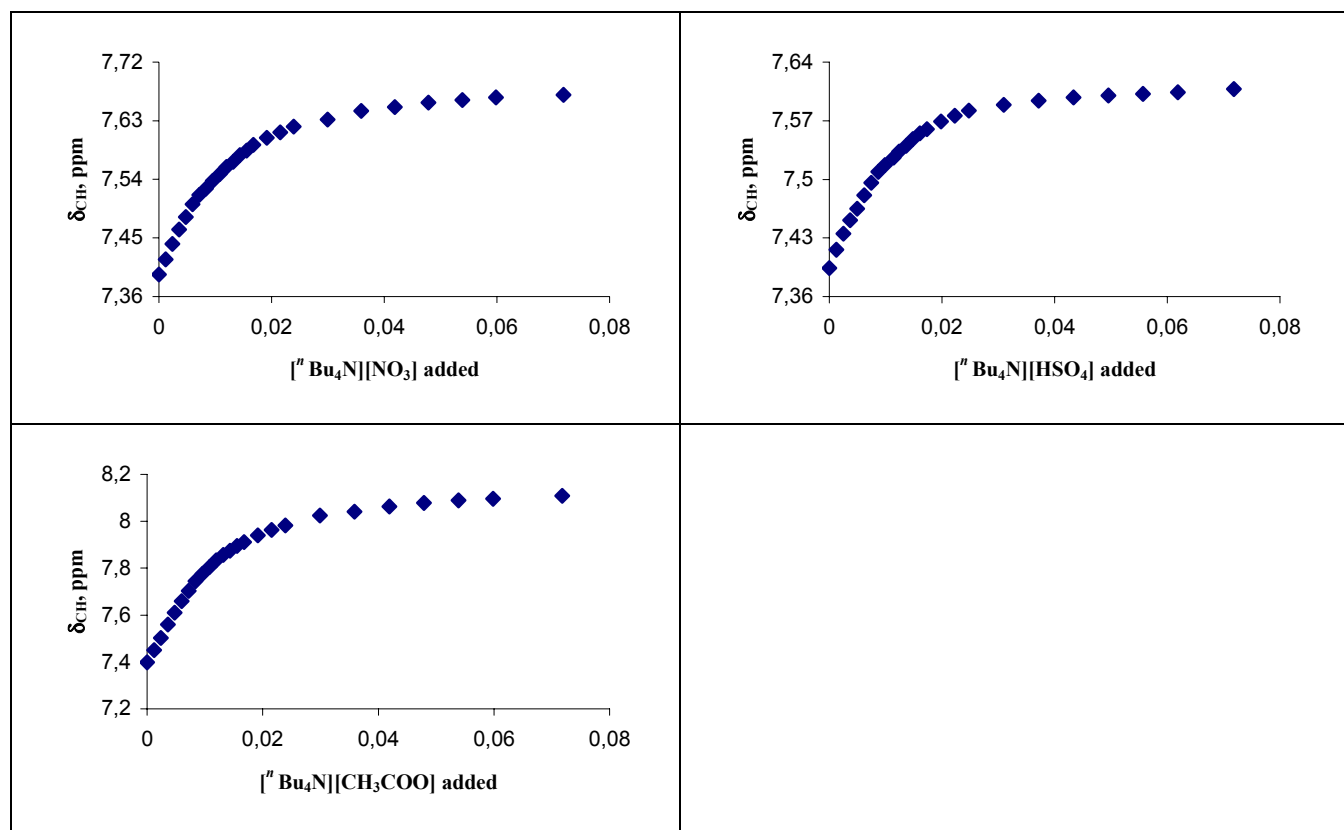 7,72
7,63
7,54
7,45
7,36
δCH, ppm
0 0,02 0,04 0,06 0,08
[ⁿ Bu₄N][NO₃] added
7,64
7,57
7,5
7,43
7,36
δCH, ppm
0 0,02 0,04 0,06 0,08
[ⁿ Bu₄N][HSO₄] added
8,2
8
7,8
7,6
7,4
7,2
δCH, ppm
0 0,02 0,04 0,06 0,08
[ⁿ Bu₄N][CH₃COO] added